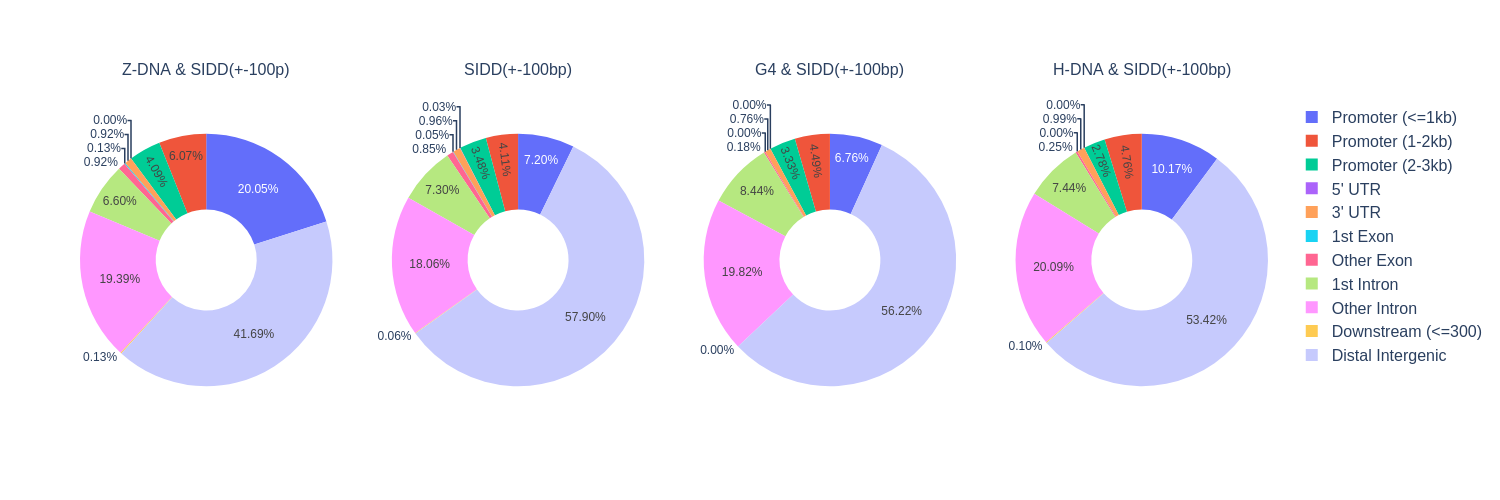 Z-DNA & SIDD(+-100p)
SIDD(+-100bp)
G4 & SIDD(+-100bp)
H-DNA & SIDD(+-100bp)
0.00%
0.92%
0.13%
0.92%
4.09%
6.07%
20.05%
6.60%
19.39%
41.69%
0.13%
0.03%
0.96%
0.05%
0.85%
3.48%
4.11%
7.20%
7.30%
18.06%
57.90%
0.06%
0.00%
0.76%
0.00%
0.18%
3.33%
4.49%
6.76%
8.44%
19.82%
56.22%
0.00%
0.00%
0.99%
0.00%
0.25%
2.78%
4.76%
10.17%
7.44%
20.09%
53.42%
0.10%
Promoter (<=1kb)
Promoter (1-2kb)
Promoter (2-3kb)
5' UTR
3' UTR
1st Exon
Other Exon
1st Intron
Other Intron
Downstream (<=300)
Distal Intergenic